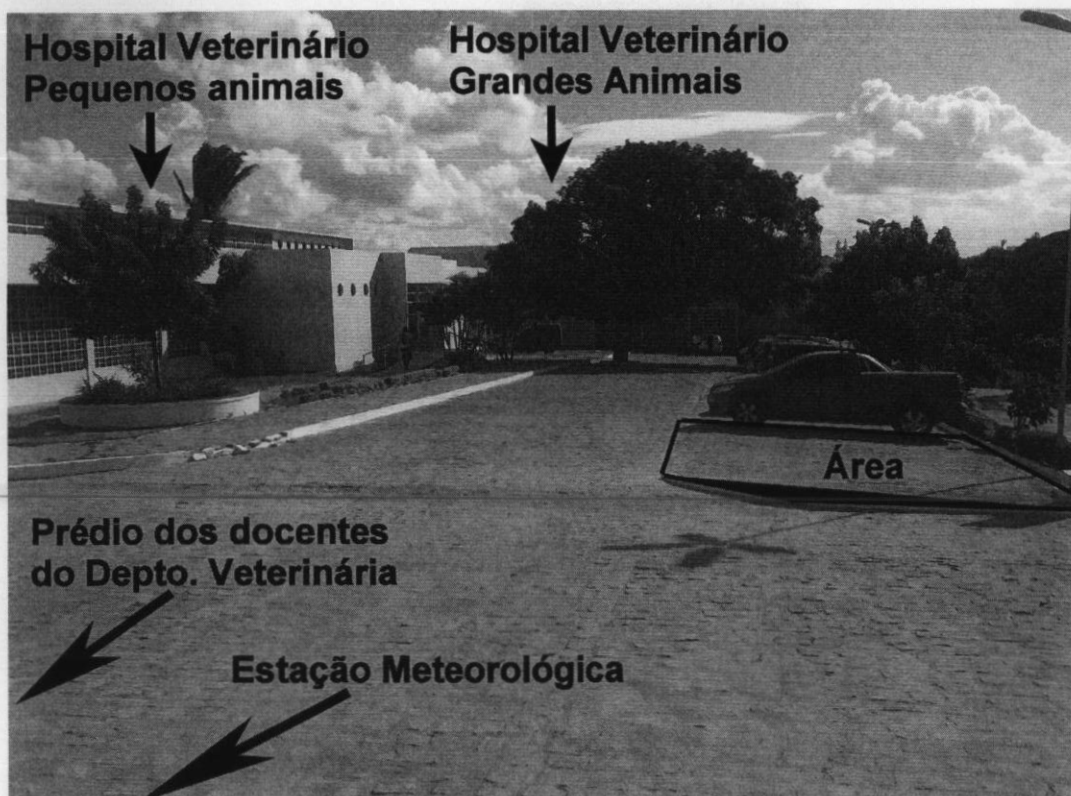 Hospital Veterinário
Pequenos animais
Hospital Veterinário
Grandes Animais
Área
Prédio dos docentes
do Depto. Veterinária
Estação Meteorológica